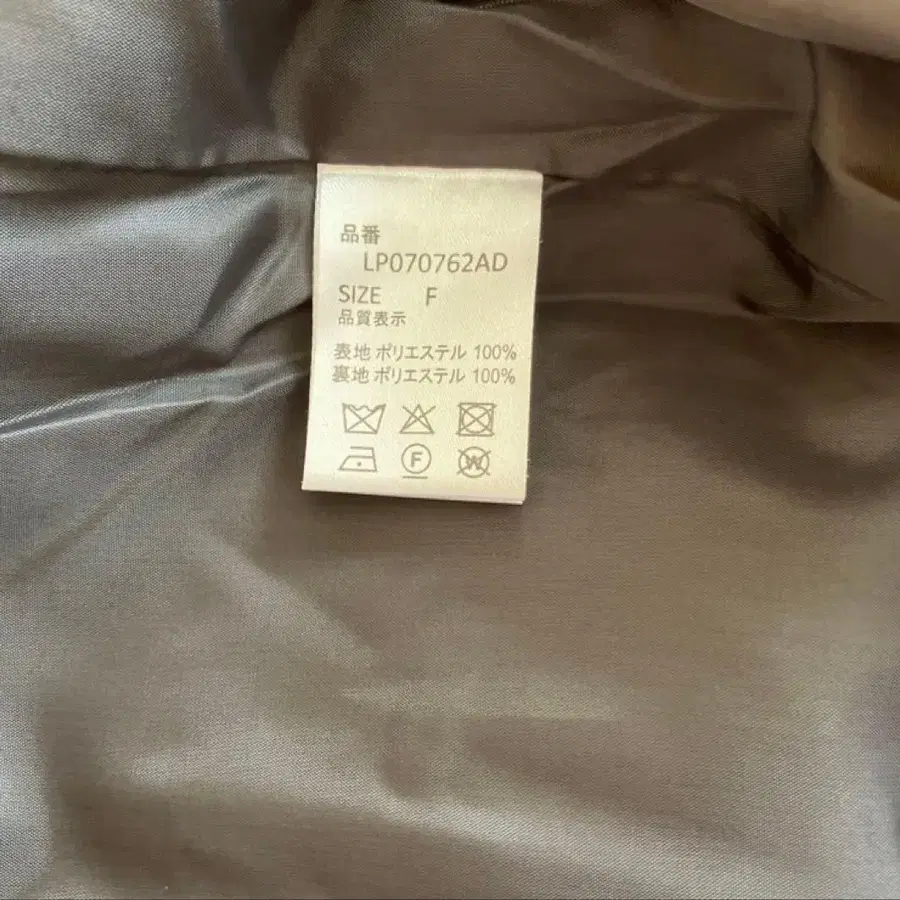 品番
LP070762AD
SIZE F
品質表示
表地 ポリエステル 100%
裏地 ポリエステル 100%
F W